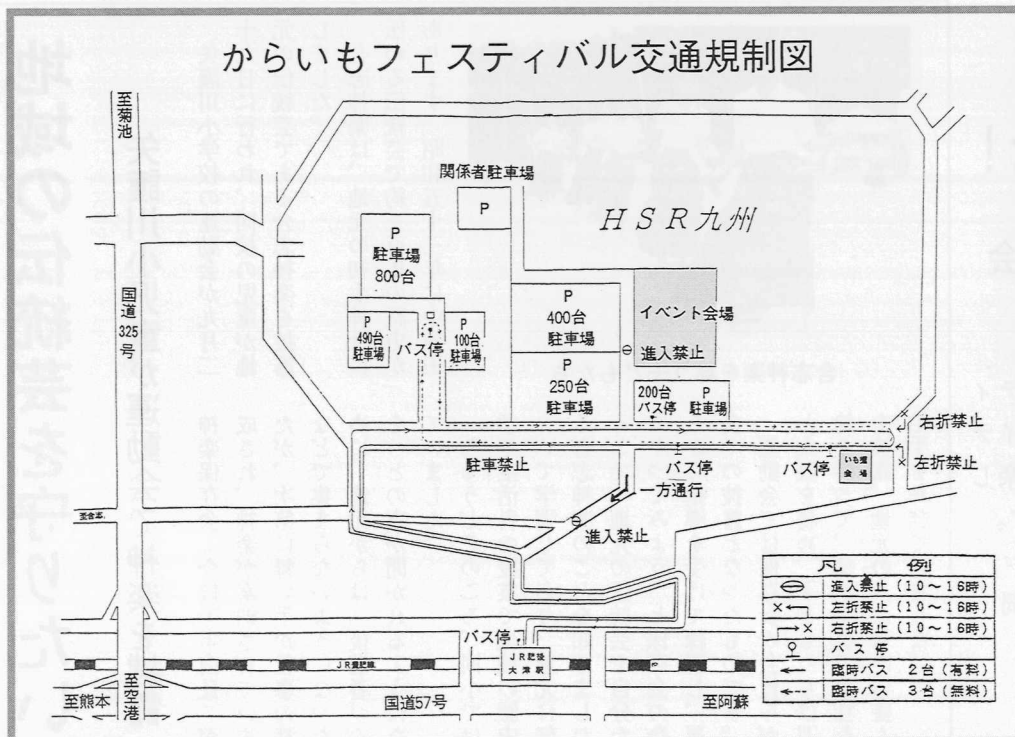 からいもフェスティバル交通規制図
至菊池
国道325号
関係者駐車場
P
HSR九州
P
駐車場
800台
P
490台
駐車場
バス停
P
100台
駐車場
P
400台
駐車場
イベント会場
進入禁止
P
250台
駐車場
200台
バス停
P
駐車場
右折禁止
左折禁止
駐車禁止
バス停
バス停
一方通行
進入禁止
バス停
JR肥後
大津駅
JR豊肥線
至熊本
至空港
国道57号
至阿蘇
凡例
進入禁止(10〜16時)
左折禁止(10〜16時)
右折禁止(10〜16時)
バス停
臨時バス 2台(有料)
臨時バス 3台(無料)